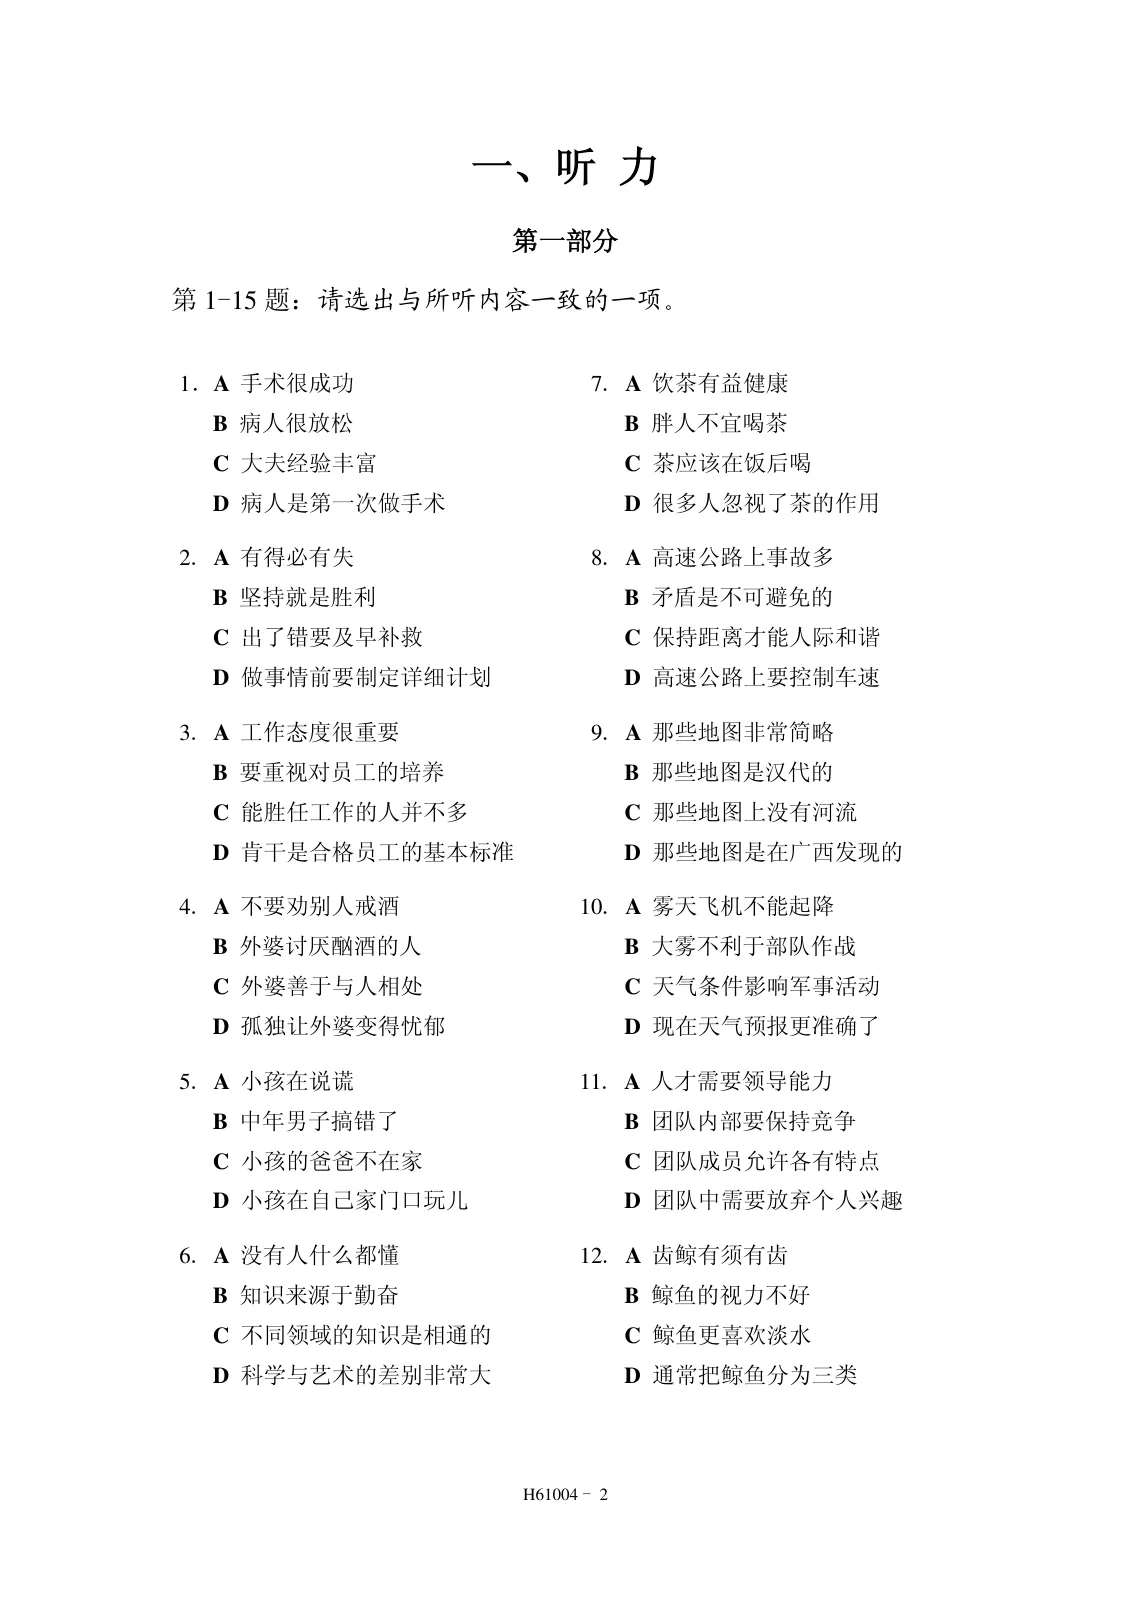 一、听 力
第一部分
第 1-15 题：请选出与所听内容一致的一项。
1. A 手术很成功
B 病人很放松
C 大夫经验丰富
D 病人是第一次做手术
2. A 有得必有失
B 坚持就是胜利
C 出了错要及早补救
D 做事情前要制定详细计划
3. A 工作态度很重要
B 要重视对员工的培养
C 能胜任工作的人并不多
D 肯干是合格员工的基本标准
4. A 不要劝别人戒酒
B 外婆讨厌酗酒的人
C 外婆善于与人相处
D 孤独让外婆变得忧郁
5. A 小孩在说谎
B 中年男子搞错了
C 小孩的爸爸不在家
D 小孩在自己家门口玩儿
6. A 没有人什么都懂
B 知识来源于勤奋
C 不同领域的知识是相通的
D 科学与艺术的差别非常大
7. A 饮茶有益健康
B 胖人不宜喝茶
C 茶应该在饭后喝
D 很多人忽视了茶的作用
8. A 高速公路上事故多
B 矛盾是不可避免的
C 保持距离才能人际和谐
D 高速公路上要控制车速
9. A 那些地图非常简略
B 那些地图是汉代的
C 那些地图上没有河流
D 那些地图是在广西发现的
10. A 雾天飞机不能起降
B 大雾不利于部队作战
C 天气条件影响军事活动
D 现在天气预报更准确了
11. A 人才需要领导能力
B 团队内部要保持竞争
C 团队成员允许各有特点
D 团队中需要放弃个人兴趣
12. A 齿鲸有须有齿
B 鲸鱼的视力不好
C 鲸鱼更喜欢淡水
D 通常把鲸鱼分为三类
H61004－ 2